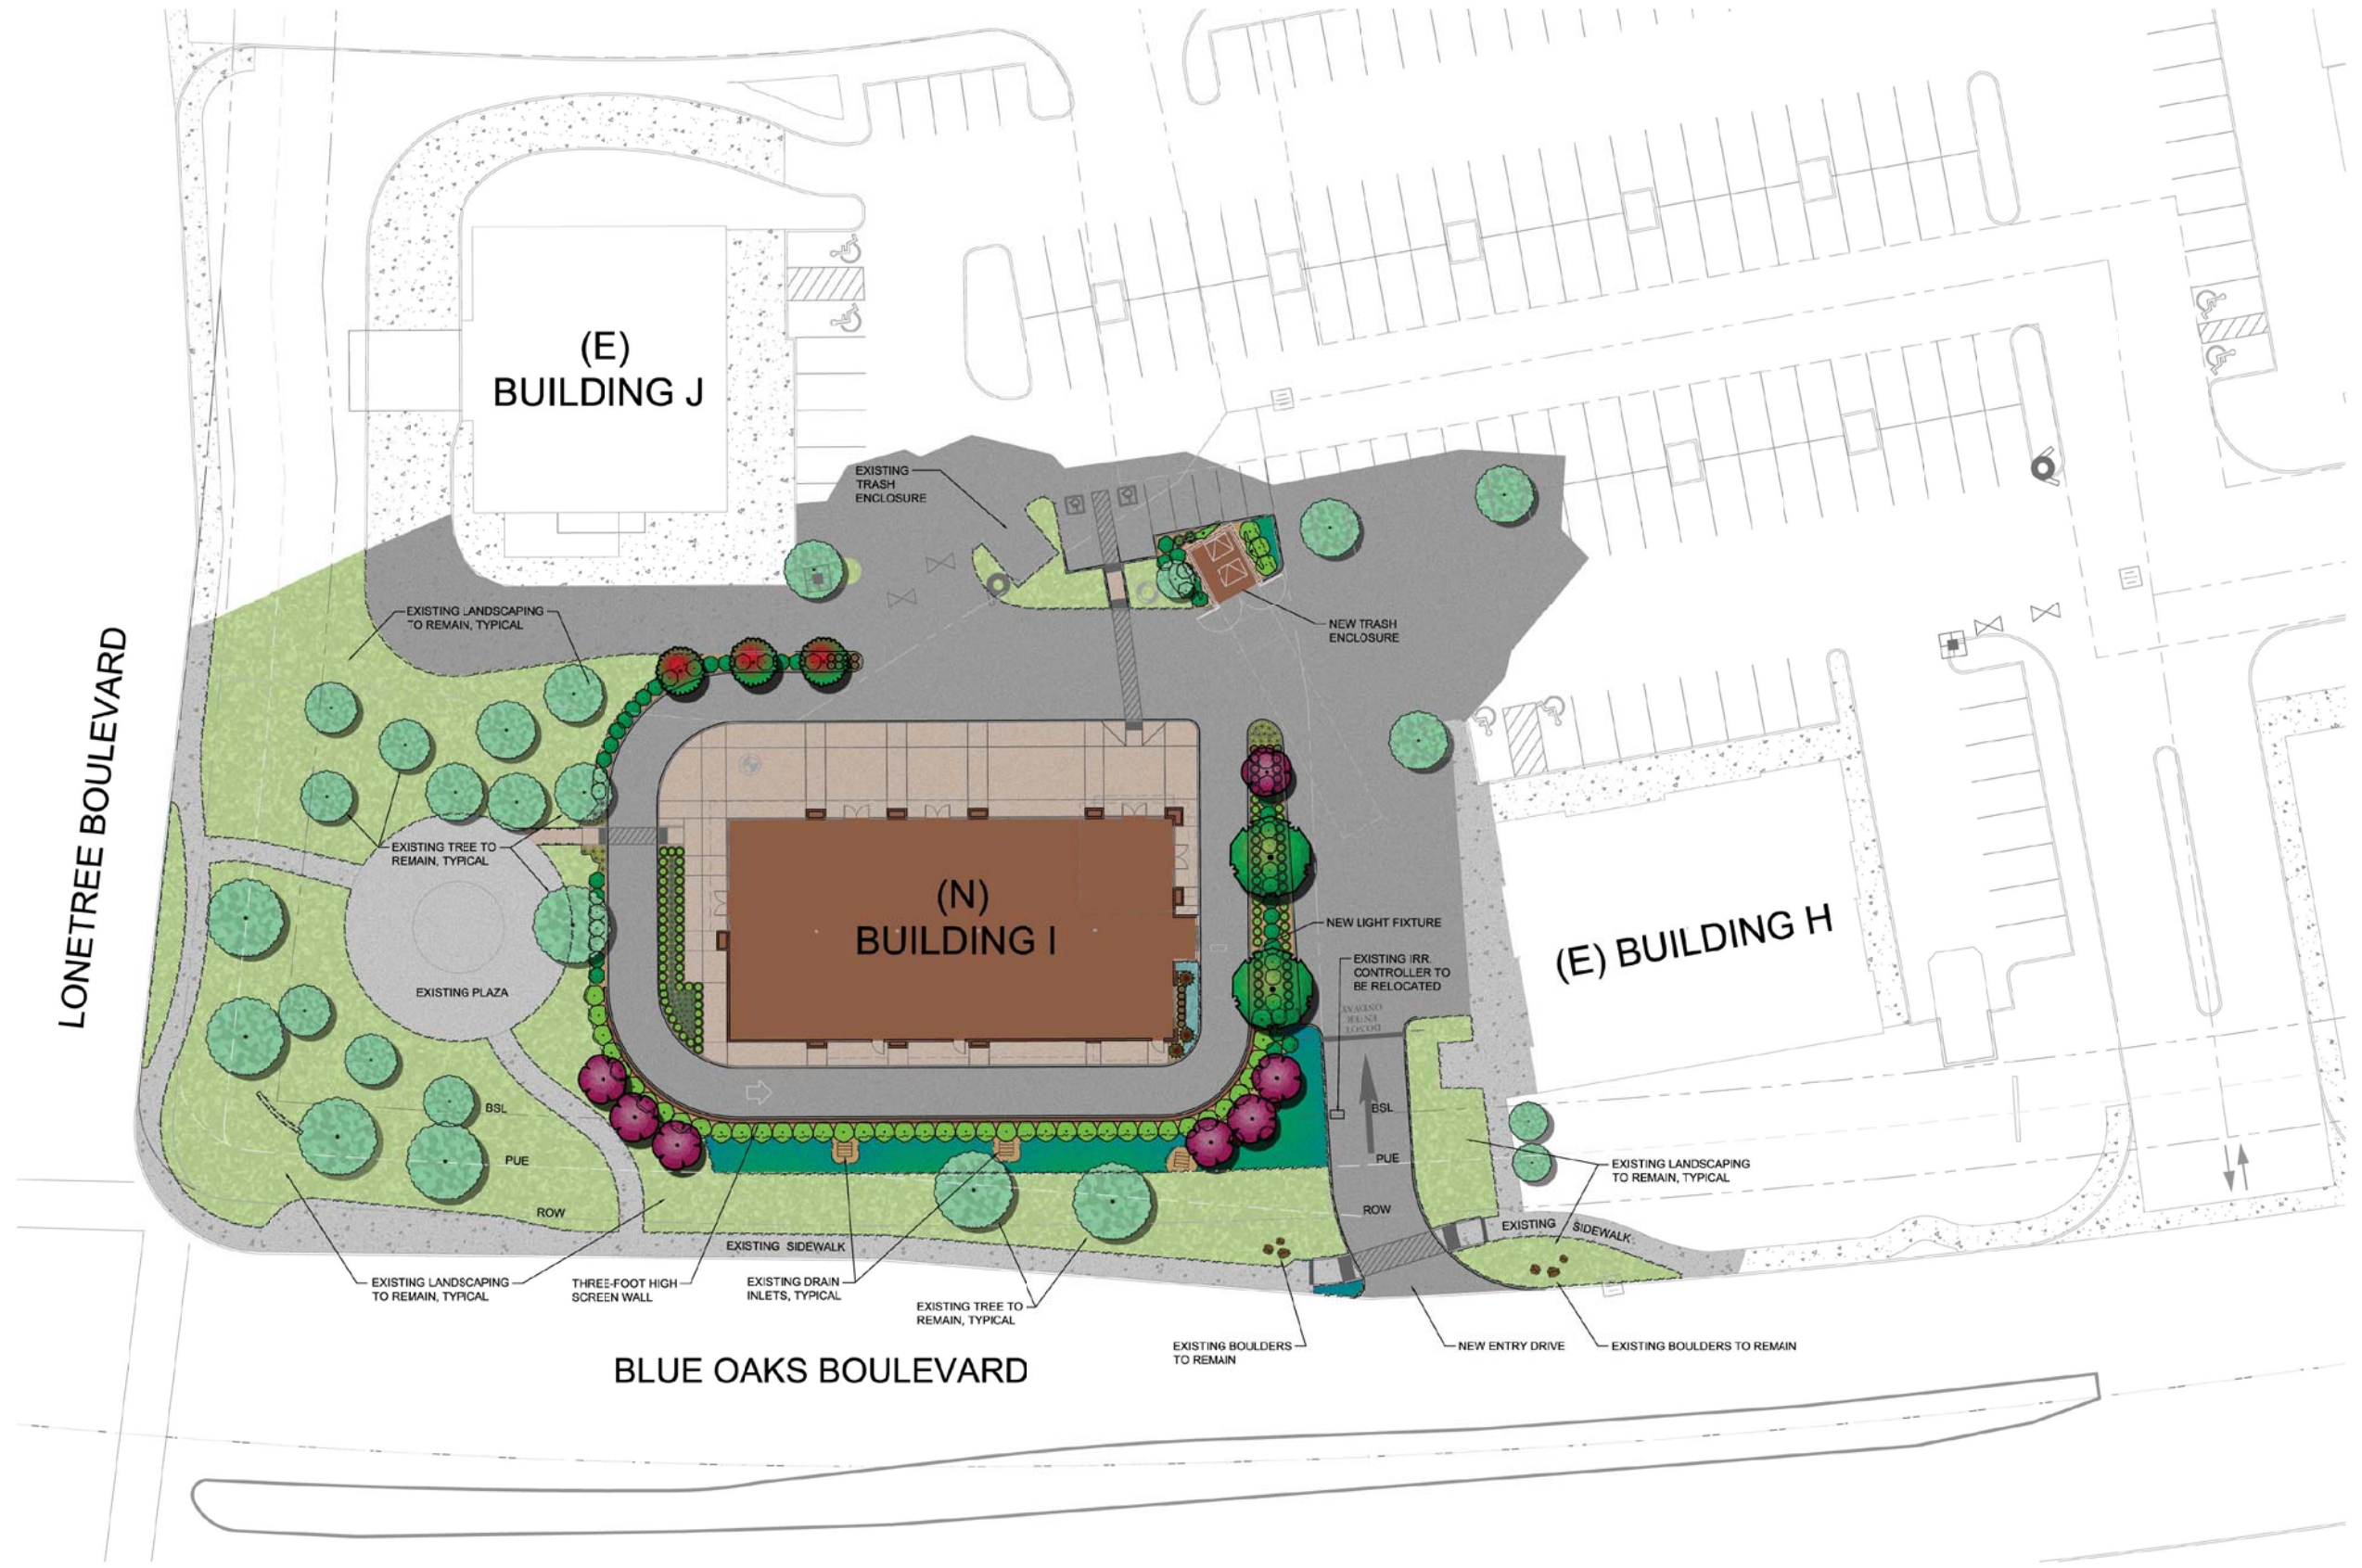 (E)
BUILDING J
EXISTING
TRASH
ENCLOSURE
EXISTING LANDSCAPING
TO REMAIN, TYPICAL
NEW TRASH
ENCLOSURE
LONETREE BOULEVARD
EXISTING TREE TO
REMAIN, TYPICAL
(N)
BUILDING I
NEW LIGHT FIXTURE
(E) BUILDING H
EXISTING IRR.
CONTROLLER TO
BE RELOCATED
EXISTING PLAZA
ONEWAY
ENTER
DO NOT
BSL
BSL
PUE
PUE
EXISTING LANDSCAPING
TO REMAIN, TYPICAL
ROW
ROW
EXISTING SIDEWALK
EXISTING SIDEWALK
EXISTING LANDSCAPING
TO REMAIN, TYPICAL
THREE-FOOT HIGH
SCREEN WALL
EXISTING DRAIN
INLETS, TYPICAL
EXISTING TREE TO
REMAIN, TYPICAL
EXISTING BOULDERS
TO REMAIN
NEW ENTRY DRIVE
EXISTING BOULDERS TO REMAIN
BLUE OAKS BOULEVARD